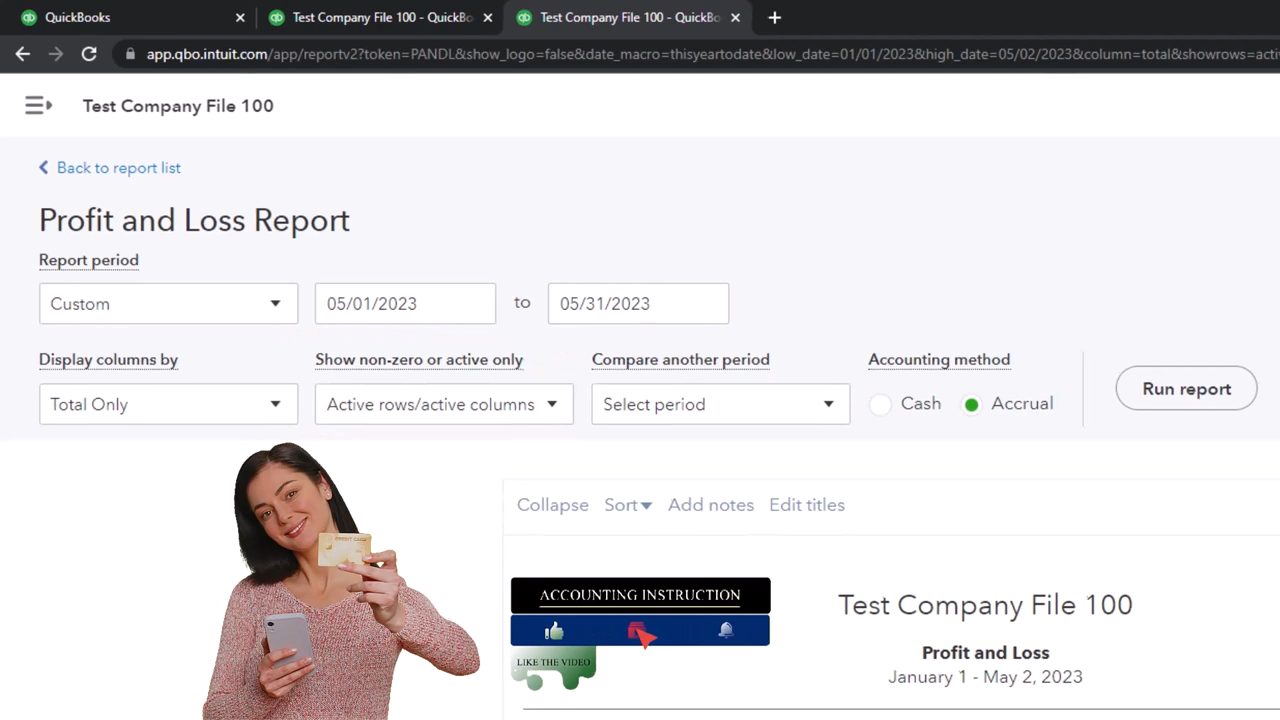 QuickBooks
Test Company File 100 - QuickBo
Test Company File 100 - QuickBo
app.qbo.intuit.com/app/reportv2?token=PANDL&show_logo=false&date_macro=thisyeartodate&low_date=01/01/2023&high_date=05/02/2023&column=total&showrows=acti
Test Company File 100
Back to report list
Profit and Loss Report
Report period
Custom 05/01/2023 to 05/31/2023
Display columns by Show non-zero or active only Compare another period Accounting method
Total Only Active rows/active columns Select period Cash Accrual Run report
Collapse Sort Add notes Edit titles
CREDIT CARD
ACCOUNTING INSTRUCTION
LIKE THE VIDEO
Test Company File 100
Profit and Loss
January 1 - May 2, 2023